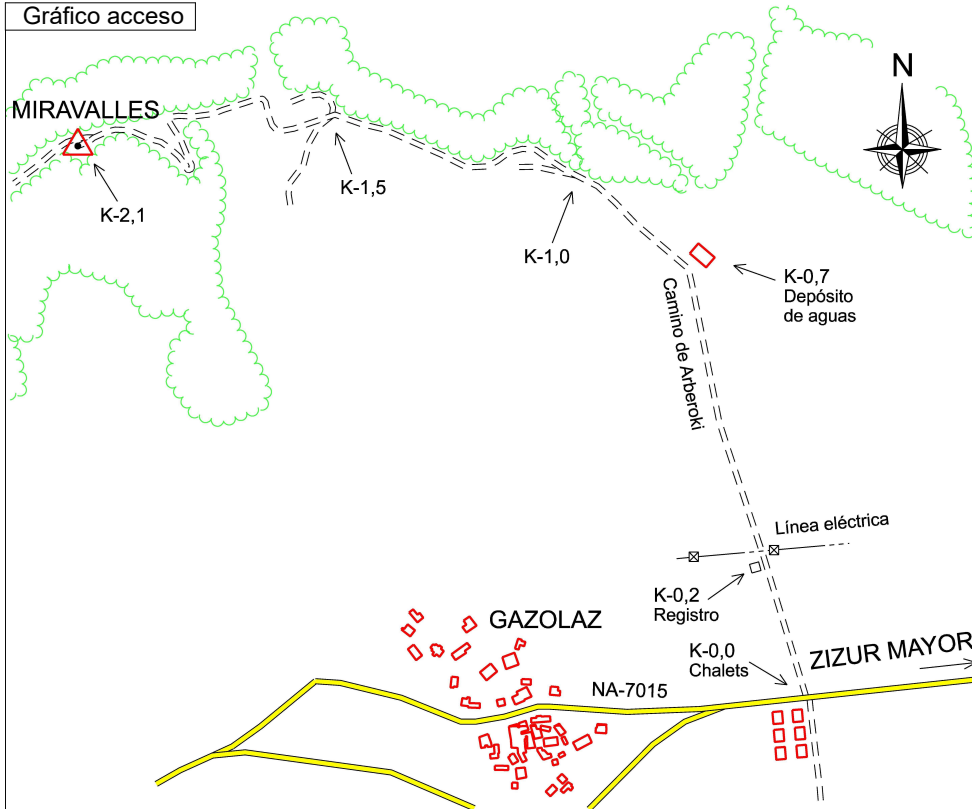 Gráfico acceso
N
MIRAVALLES
K-2,1
K-1,5
K-1,0
K-0,7
Depósito
de aguas
Camino de Arberoki
Línea eléctrica
K-0,2
Registro
GAZOLAZ
K-0,0
Chalets
ZIZUR MAYOR
NA-7015